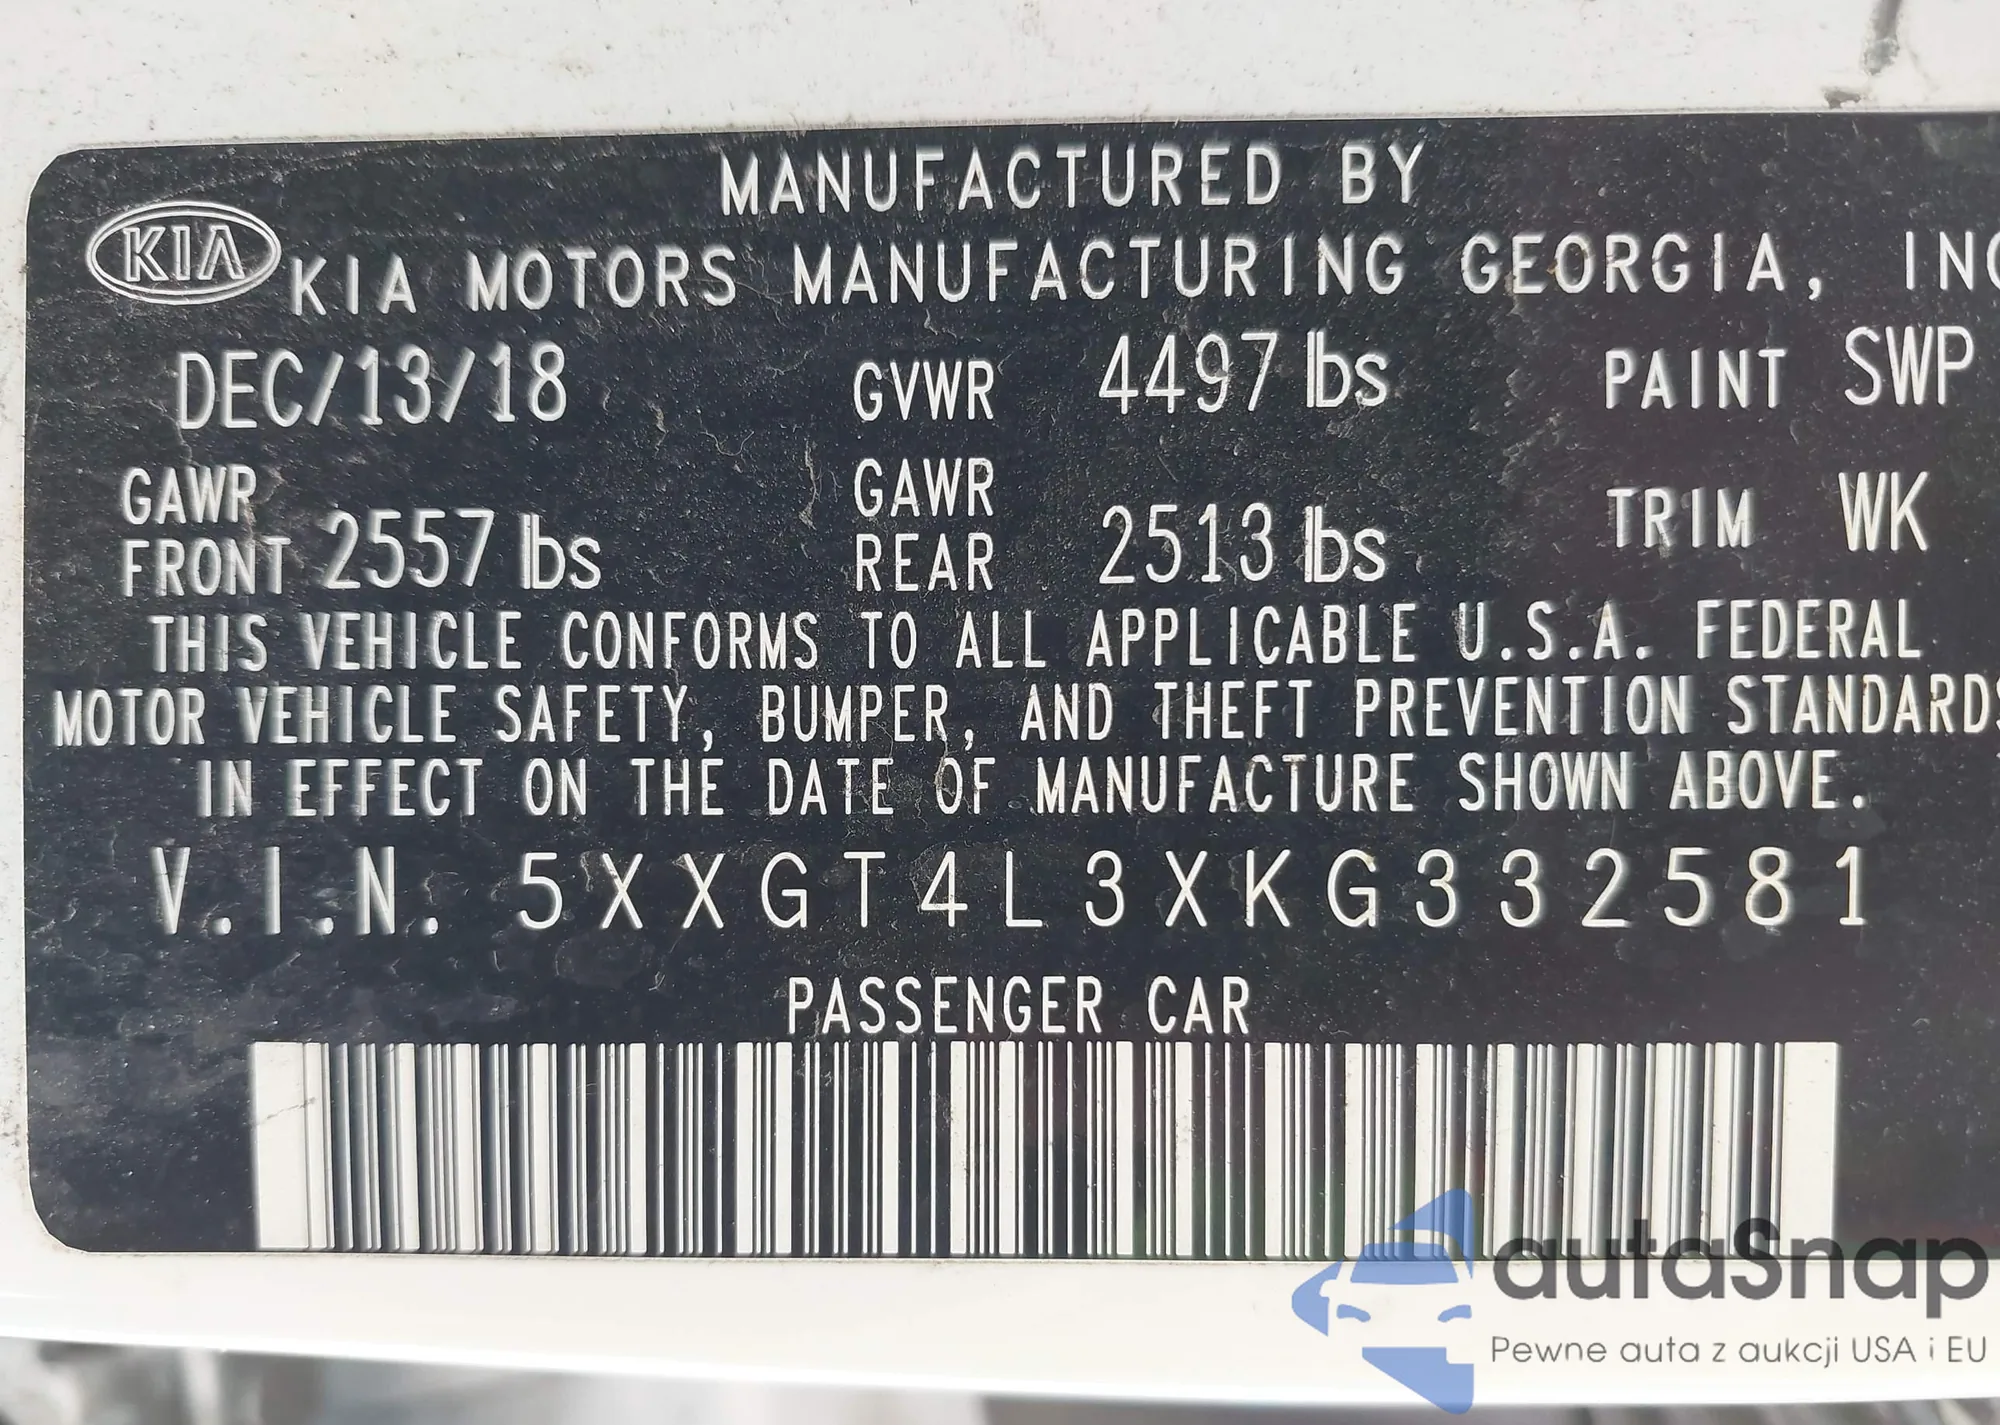 MANUFACTURED BY
KIA KIA MOTORS MANUFACTURING GEORGIA, INC
DEC/13/18 GVWR 4497 lbs PAINT SWP
GAWR FRONT 2557 lbs GAWR REAR 2513 lbs TRIM WK
THIS VEHICLE CONFORMS TO ALL APPLICABLE U.S.A. FEDERAL
MOTOR VEHICLE SAFETY, BUMPER, AND THEFT PREVENTION STANDARDS
IN EFFECT ON THE DATE OF MANUFACTURE SHOWN ABOVE.
V.I.N. 5XXGT4L3XKG332581
PASSENGER CAR
autaSnap
Pewne auta z aukcji USA i EU